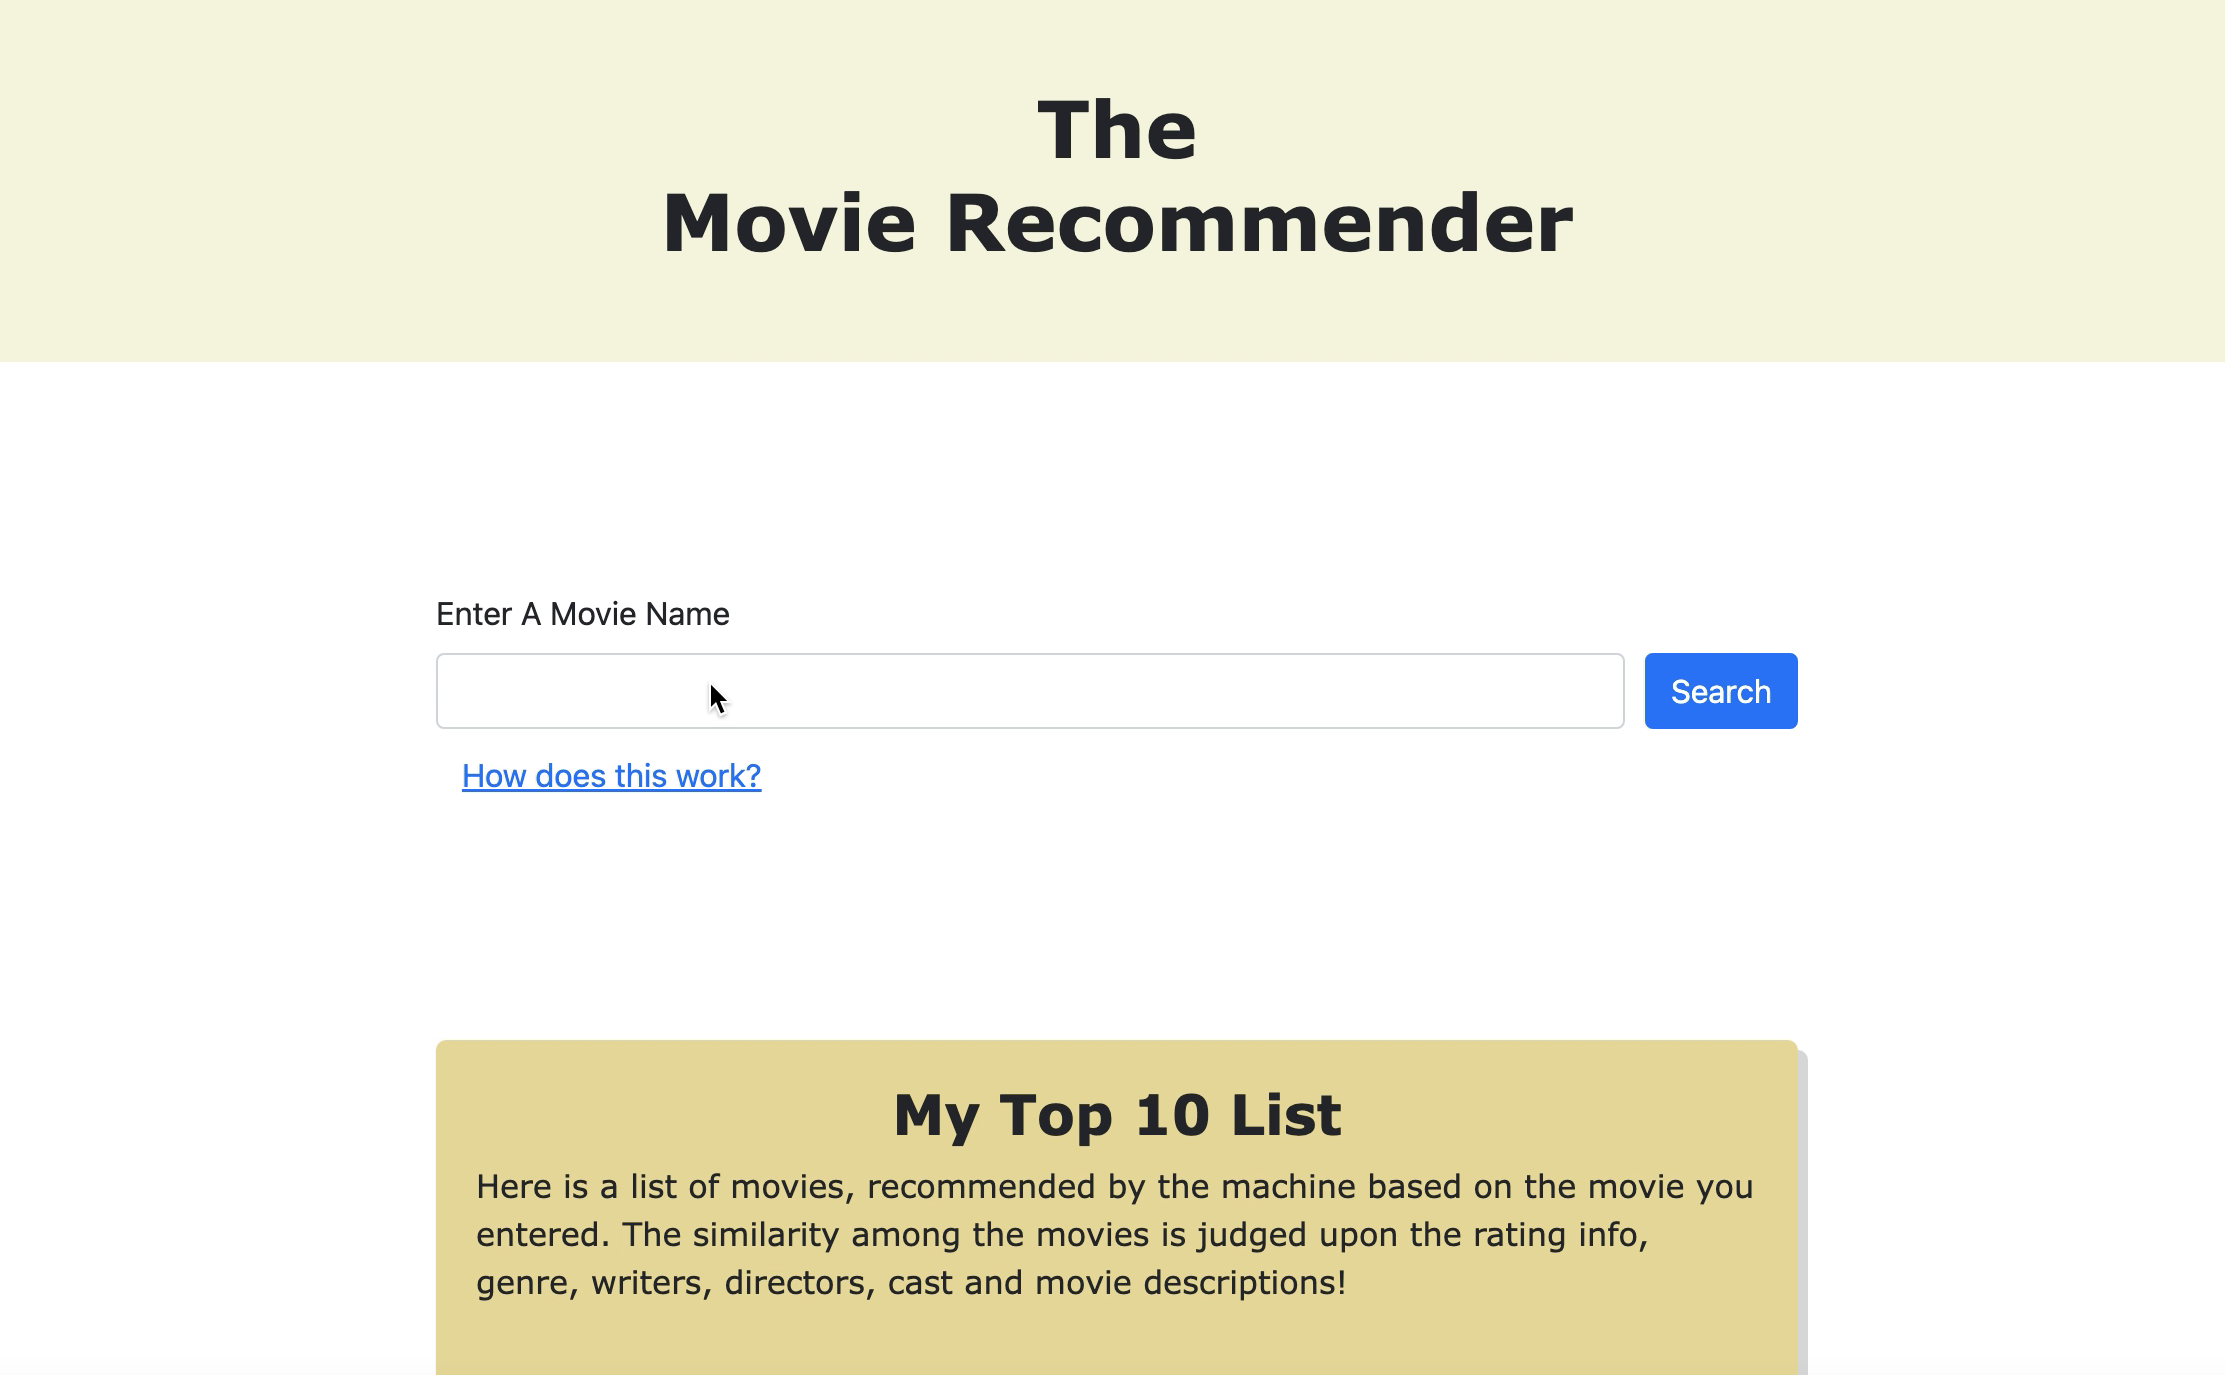 The
Movie Recommender
Enter A Movie Name
Search
How does this work?
My Top 10 List
Here is a list of movies, recommended by the machine based on the movie you
entered. The similarity among the movies is judged upon the rating info,
genre, writers, directors, cast and movie descriptions!